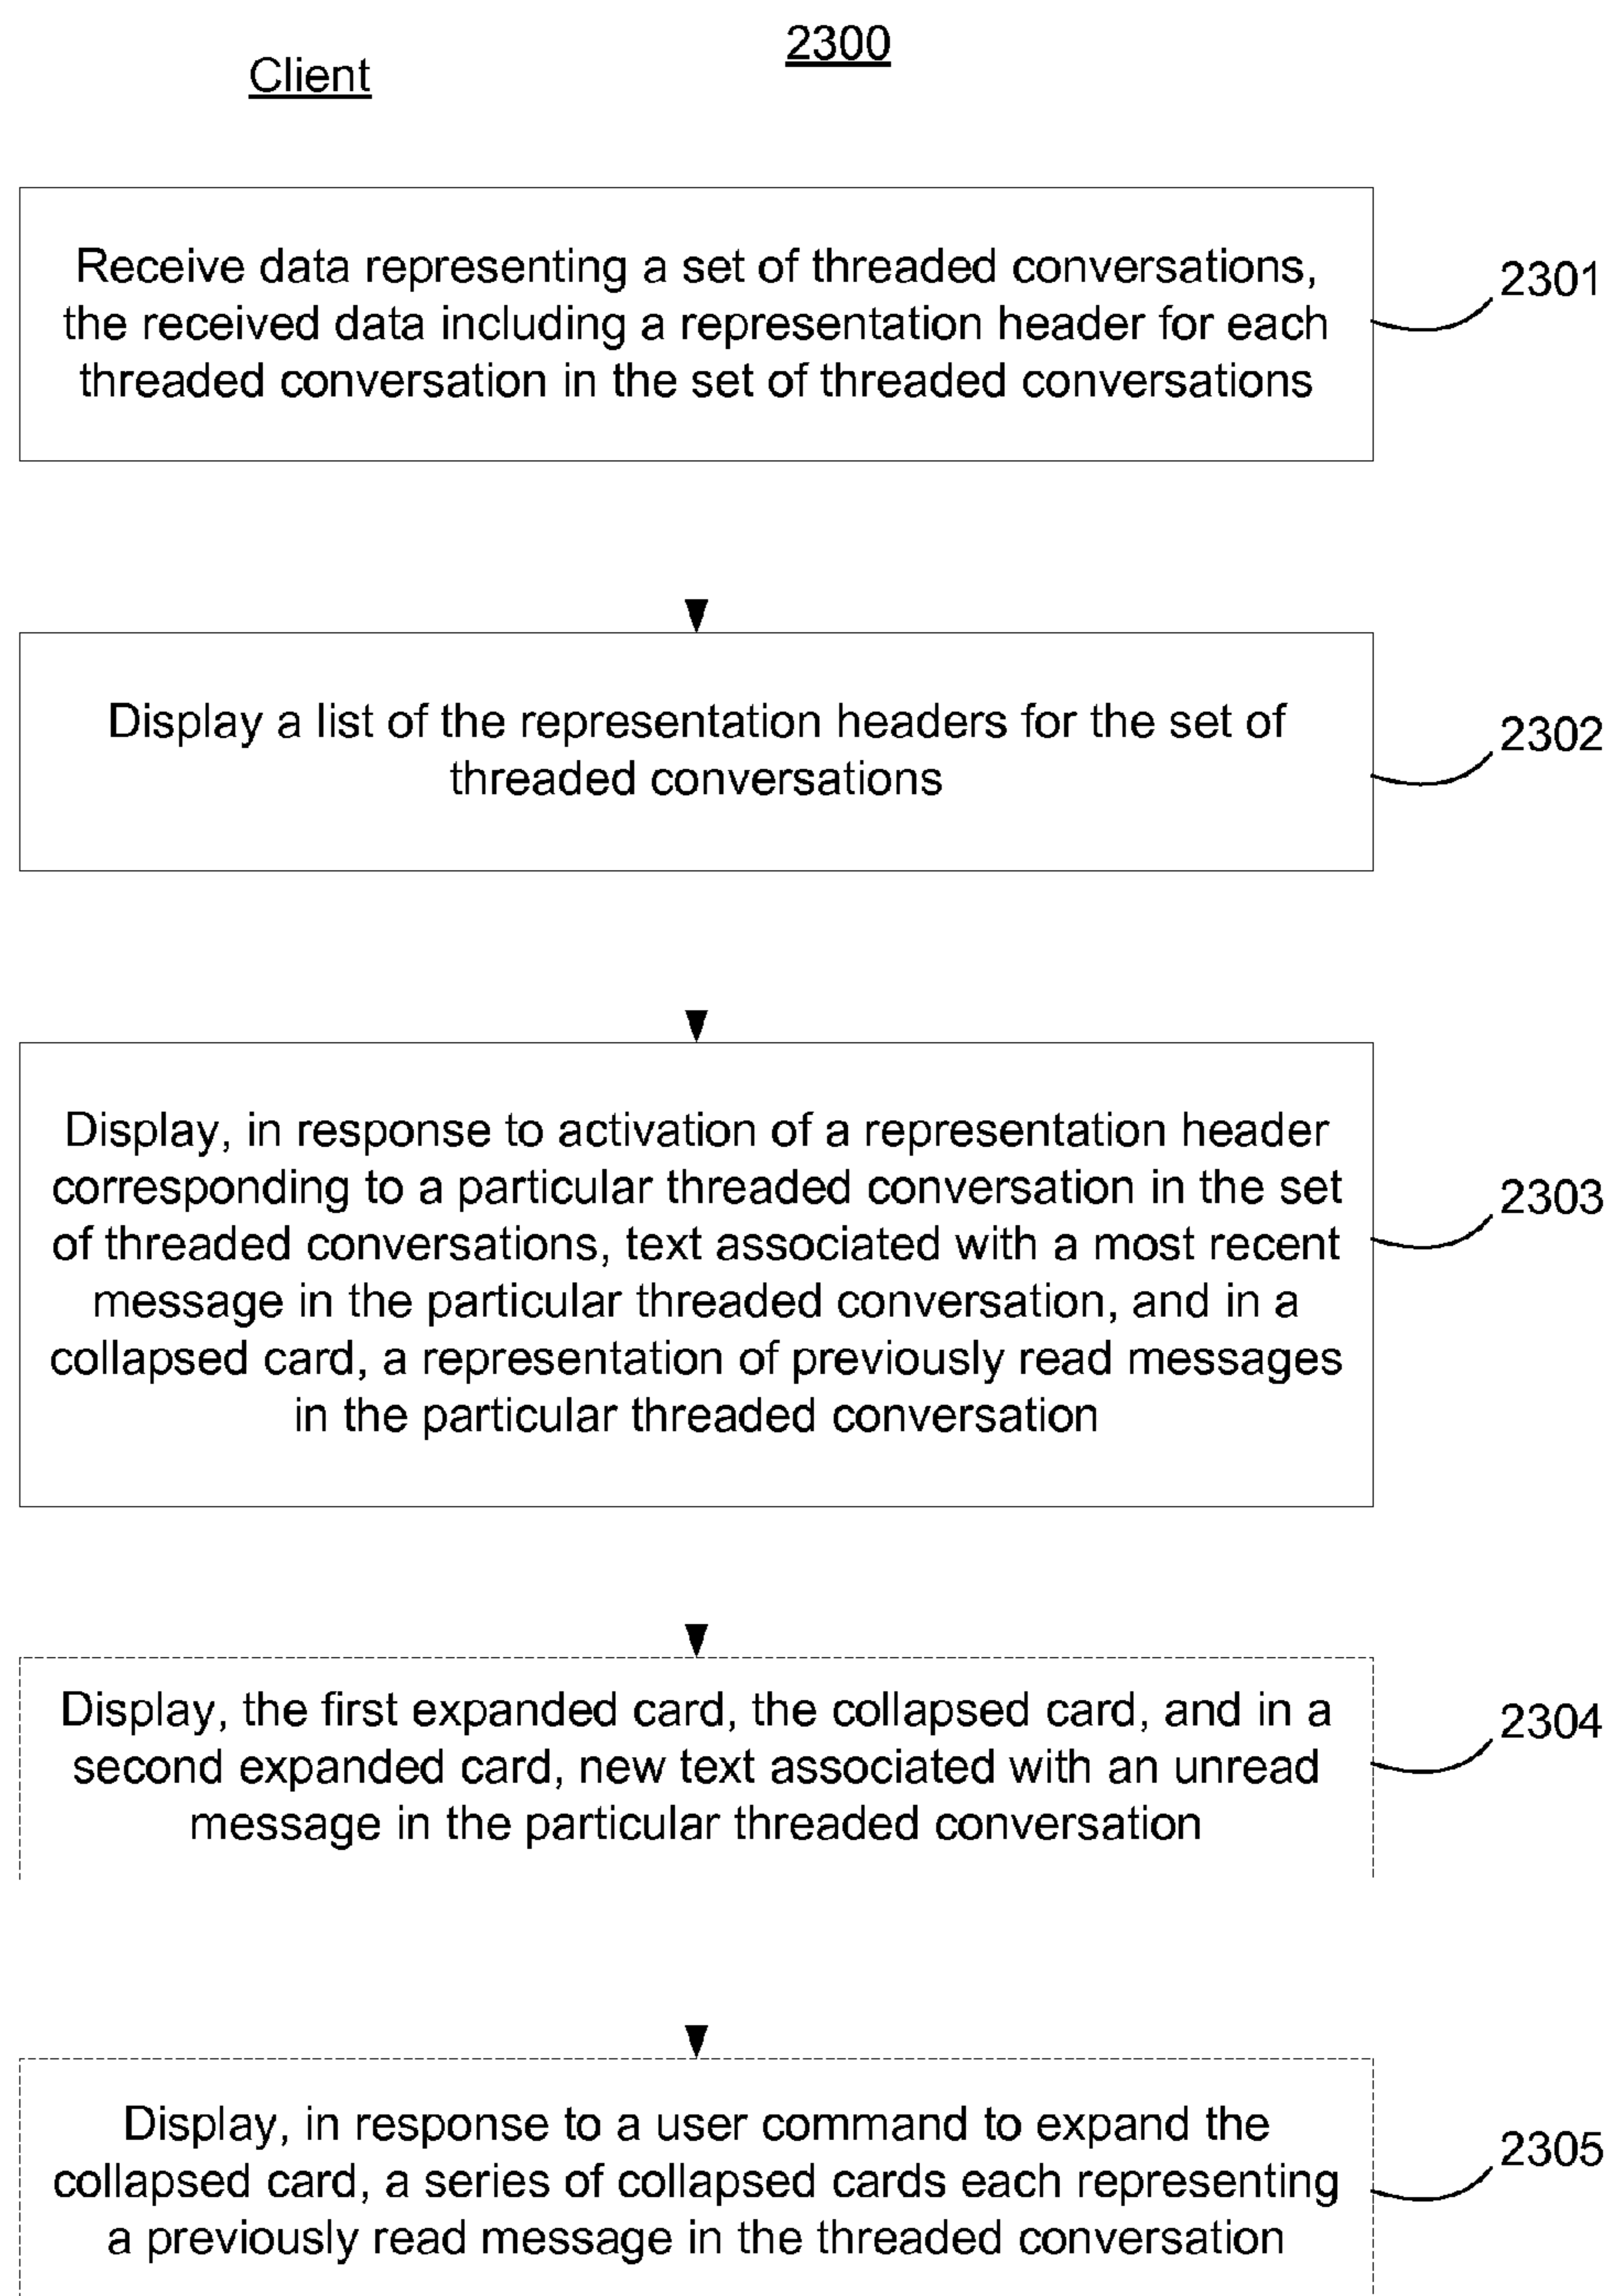 2300
Client
Receive data representing a set of threaded conversations,
the received data including a representation header for each
threaded conversation in the set of threaded conversations
2301
Display a list of the representation headers for the set of
threaded conversations
2302
Display, in response to activation of a representation header
corresponding to a particular threaded conversation in the set
of threaded conversations, text associated with a most recent
message in the particular threaded conversation, and in a
collapsed card, a representation of previously read messages
in the particular threaded conversation
2303
Display, the first expanded card, the collapsed card, and in a
second expanded card, new text associated with an unread
message in the particular threaded conversation
2304
Display, in response to a user command to expand the
collapsed card, a series of collapsed cards each representing
a previously read message in the threaded conversation
2305